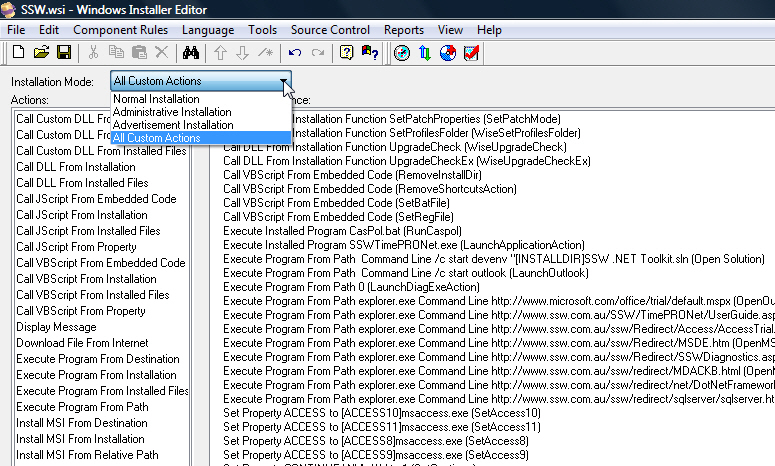 SSW.wsi - Windows Installer Editor
File Edit Component Rules Language Tools Source Control Reports View Help
Installation Mode: All Custom Actions
Normal Installation
Administrative Installation
Advertisement Installation
All Custom Actions
Actions:
Call Custom DLL From
Call Custom DLL From
Call Custom DLL From Installed Files
Call DLL From Installation
Call DLL From Installed Files
Call JScript From Embedded Code
Call JScript From Installation
Call JScript From Installed Files
Call JScript From Property
Call VBScript From Embedded Code
Call VBScript From Installation
Call VBScript From Installed Files
Call VBScript From Property
Display Message
Download File From Internet
Execute Program From Destination
Execute Program From Installation
Execute Program From Installed Files
Execute Program From Path
Install MSI From Destination
Install MSI From Installation
Install MSI From Relative Path
nce:
Installation Function SetPatchProperties (SetPatchMode)
Installation Function SetProfilesFolder (WiseSetProfilesFolder)
Call DLL From Installation Function UpgradeCheck (WiseUpgradeCheck)
Call DLL From Installation Function UpgradeCheckEx (WiseUpgradeCheckEx)
Call VBScript From Embedded Code (RemoveInstallDir)
Call VBScript From Embedded Code (RemoveShortcutsAction)
Call VBScript From Embedded Code (SetBatFile)
Call VBScript From Embedded Code (SetRegFile)
Execute Installed Program CasPol.bat (RunCaspol)
Execute Installed Program SSWTimePRONet.exe (LaunchApplicationAction)
Execute Program From Path Command Line /c start devenv "[INSTALLDIR]SSW .NET Toolkit.sln (Open Solution)
Execute Program From Path Command Line /c start outlook (LaunchOutlook)
Execute Program From Path 0 (LaunchDiagExeAction)
Execute Program From Path explorer.exe Command Line http://www.microsoft.com/office/trial/default.mspx (OpenOu
Execute Program From Path explorer.exe Command Line http://www.ssw.com.au/SSW/TimePRONet/UserGuide.asp
Execute Program From Path explorer.exe Command Line http://www.ssw.com.au/ssw/Redirect/Access/AccessTrial.
Execute Program From Path explorer.exe Command Line http://www.ssw.com.au/ssw/Redirect/MSDE.htm (OpenMS
Execute Program From Path explorer.exe Command Line http://www.ssw.com.au/ssw/Redirect/SSWDiagnostics.asp
Execute Program From Path explorer.exe Command Line http://www.ssw.com.au/ssw/redirect/MDACKB.html (OpenM
Execute Program From Path explorer.exe Command Line http://www.ssw.com.au/ssw/redirect/net/DotNetFramework
Execute Program From Path explorer.exe Command Line http://www.ssw.com.au/ssw/redirect/sqlserver/sqlserver.ht
Set Property ACCESS to [ACCESS10]msaccess.exe (SetAccess10)
Set Property ACCESS to [ACCESS11]msaccess.exe (SetAccess11)
Set Property ACCESS to [ACCESS8]msaccess.exe (SetAccess8)
Set Property ACCESS to [ACCESS9]msaccess.exe (SetAccess9)